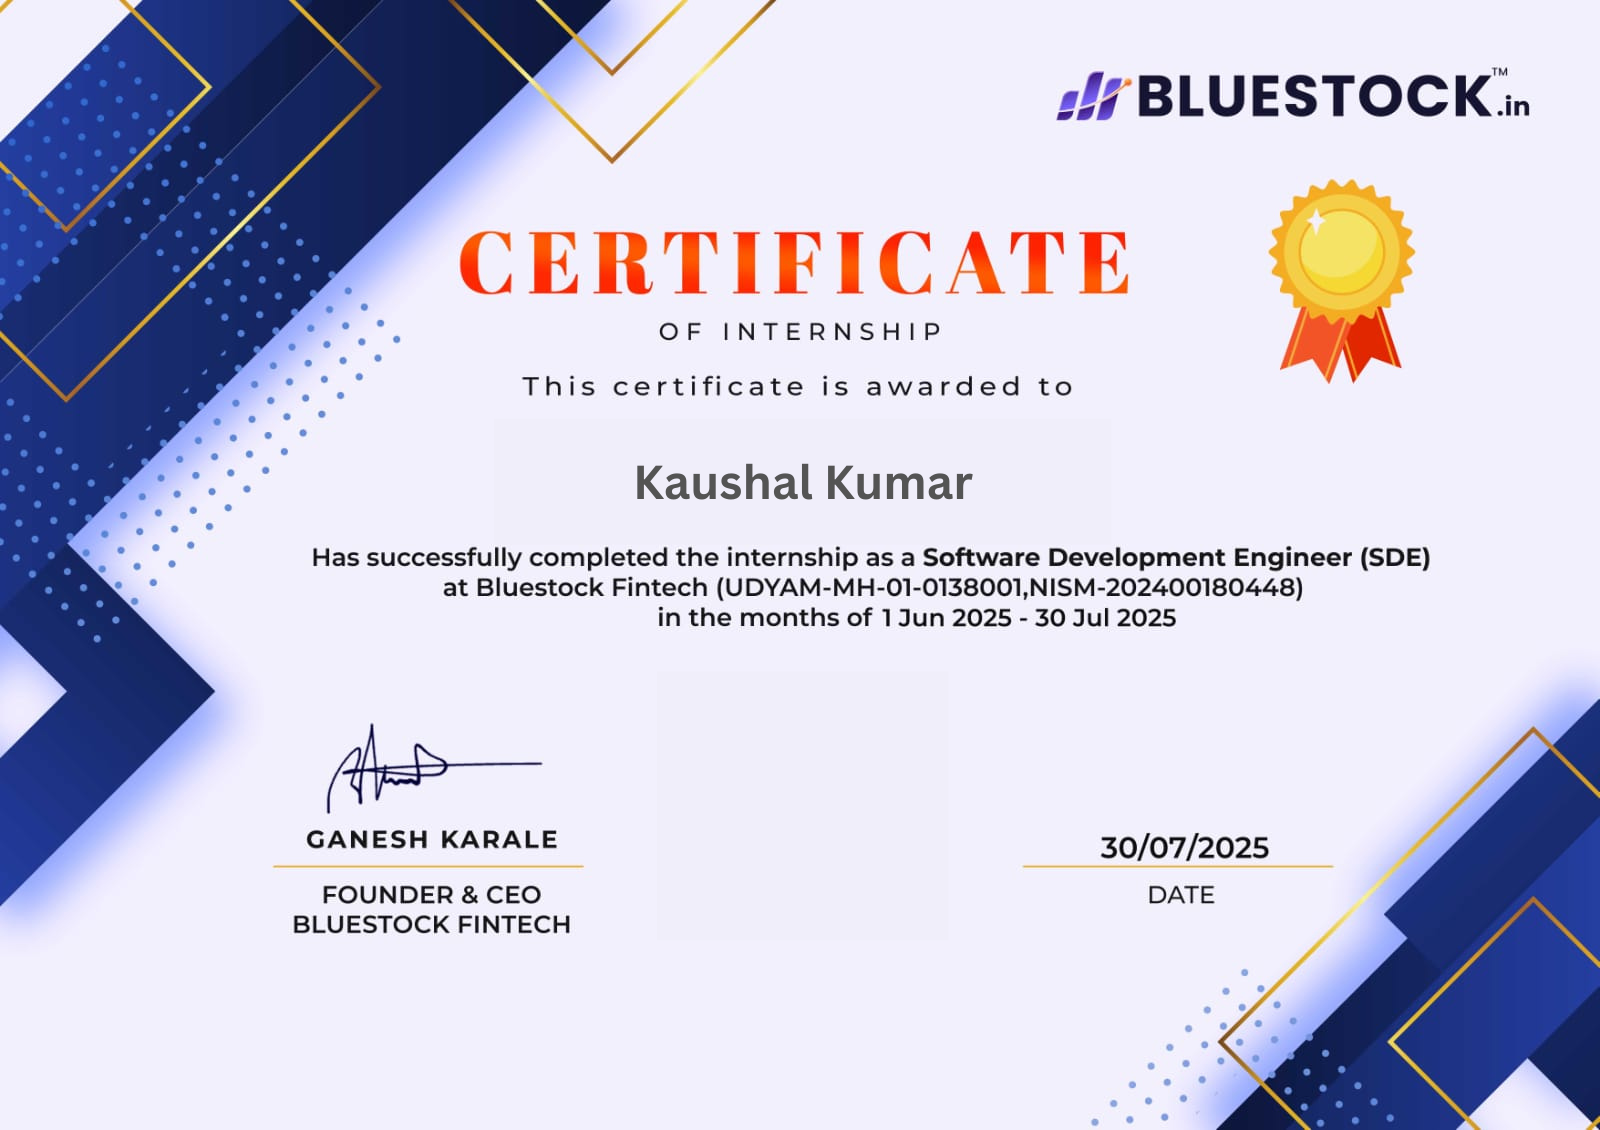 BLUESTOCK.in™
CERTIFICATE
OF INTERNSHIP
This certificate is awarded to
Kaushal Kumar
Has successfully completed the internship as a Software Development Engineer (SDE)
at Bluestock Fintech (UDYAM-MH-01-0138001,NISM-202400180448)
in the months of 1 Jun 2025 - 30 Jul 2025
GANESH KARALE
FOUNDER & CEO
BLUESTOCK FINTECH
30/07/2025
DATE